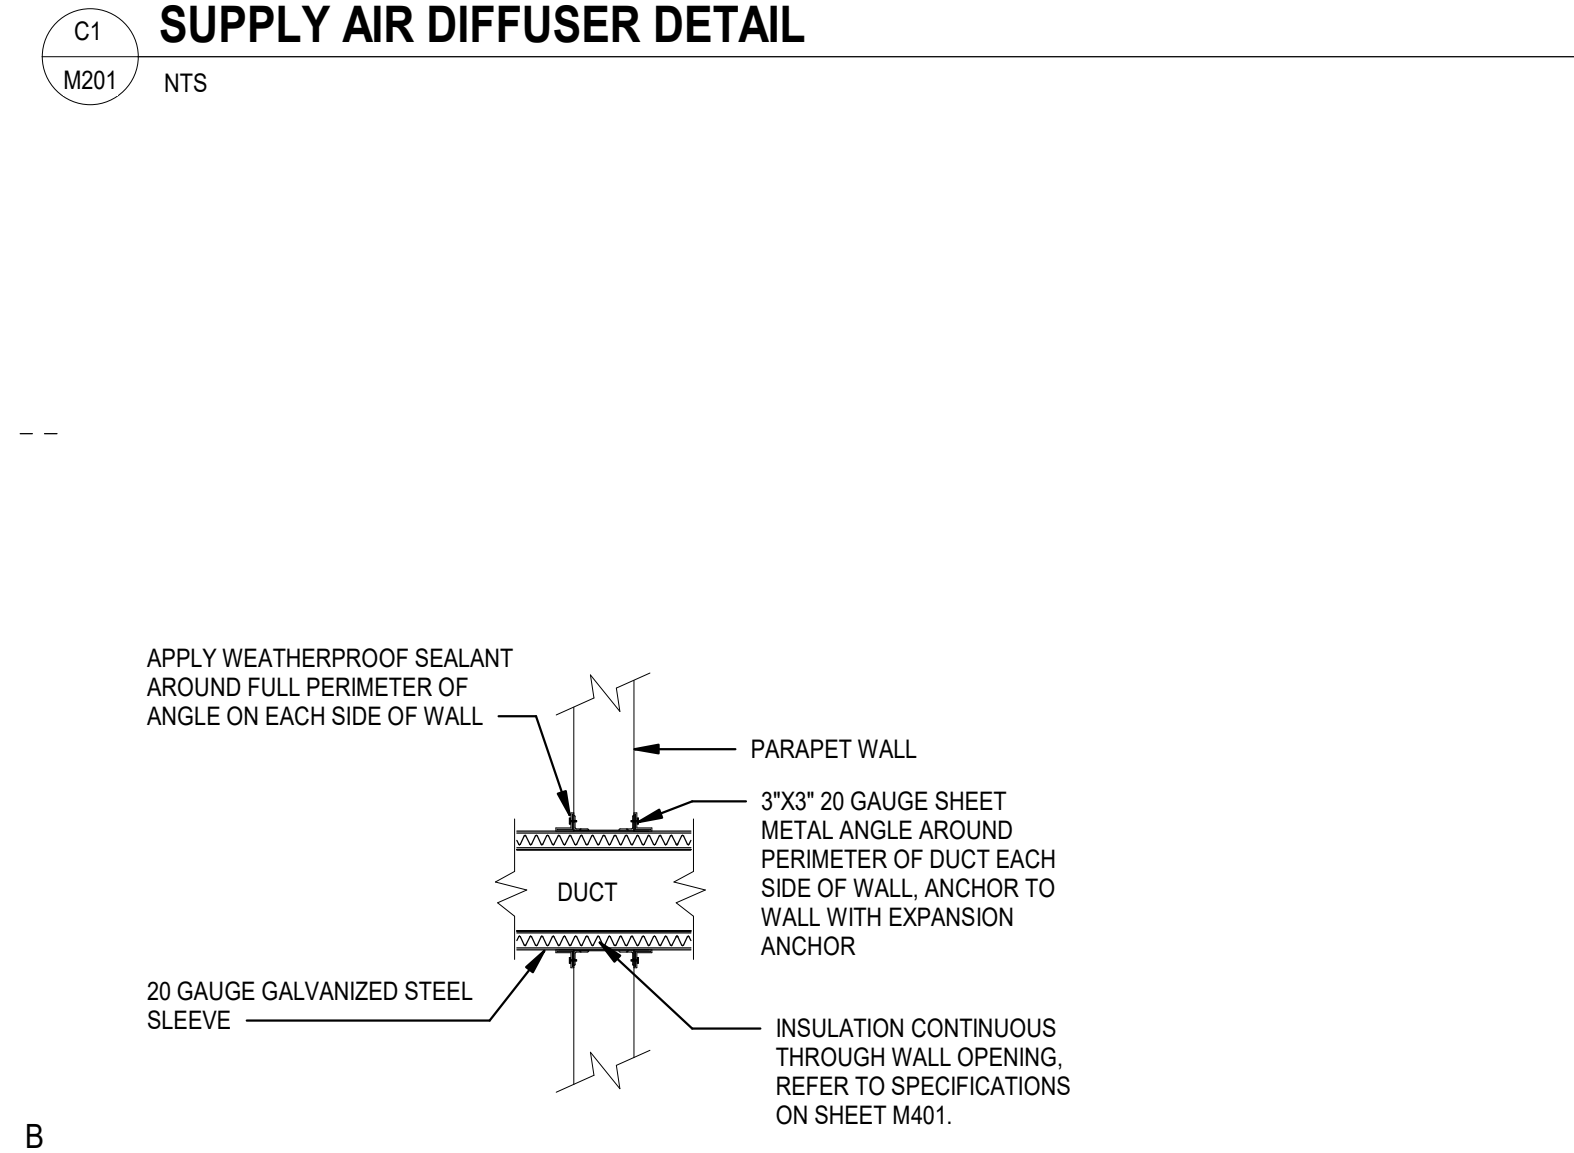 C1
SUPPLY AIR DIFFUSER DETAIL
M201
NTS
APPLY WEATHERPROOF SEALANT
AROUND FULL PERIMETER OF
ANGLE ON EACH SIDE OF WALL
PARAPET WALL
3"X3" 20 GAUGE SHEET
METAL ANGLE AROUND
PERIMETER OF DUCT EACH
SIDE OF WALL, ANCHOR TO
WALL WITH EXPANSION
ANCHOR
DUCT
20 GAUGE GALVANIZED STEEL
SLEEVE
INSULATION CONTINUOUS
THROUGH WALL OPENING,
REFER TO SPECIFICATIONS
ON SHEET M401.
B